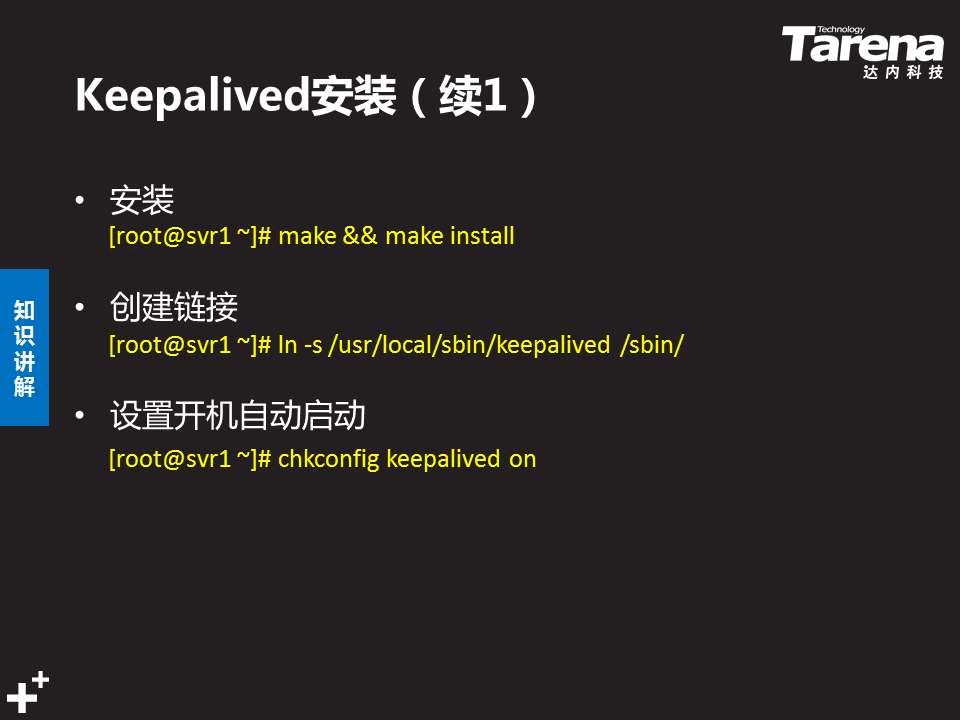 Technology
Tarena
达内科技
Keepalived安装（续1）
• 安装
[root@svr1 ~]# make && make install
• 创建链接
[root@svr1 ~]# ln -s /usr/local/sbin/keepalived /sbin/
• 设置开机自动启动
[root@svr1 ~]# chkconfig keepalived on
知识讲解